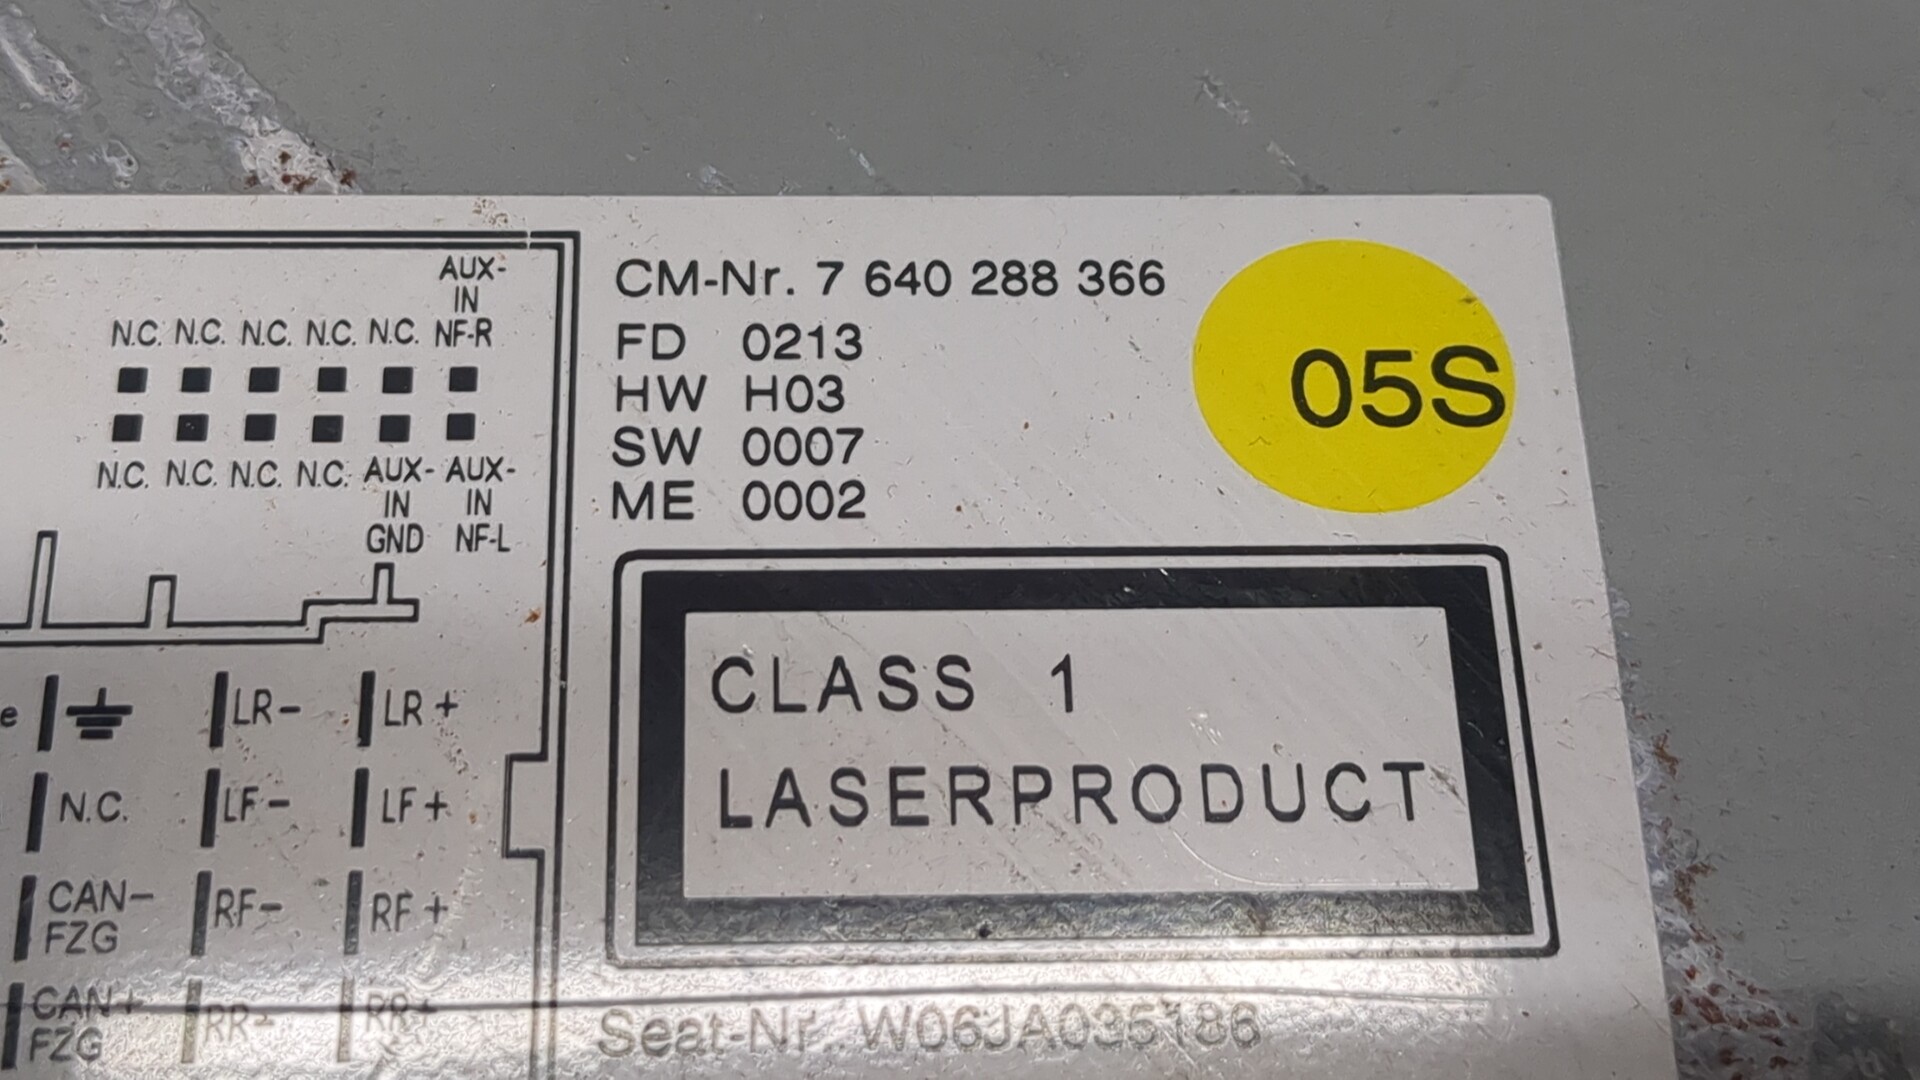 AUX-
IN
N.C. N.C. N.C. N.C. N.C. NF-R
N.C. N.C. N.C. N.C. AUX- AUX-
IN IN
GND NF-L
LR- LR+
N.C. LF- LF+
CAN- RF- RF+
FZG
CAN+ RR- RR+
FZG
CM-Nr. 7 640 288 366
FD 0213
HW H03
SW 0007
ME 0002
05S
CLASS 1
LASERPRODUCT
Seat-Nr. W06JA035186